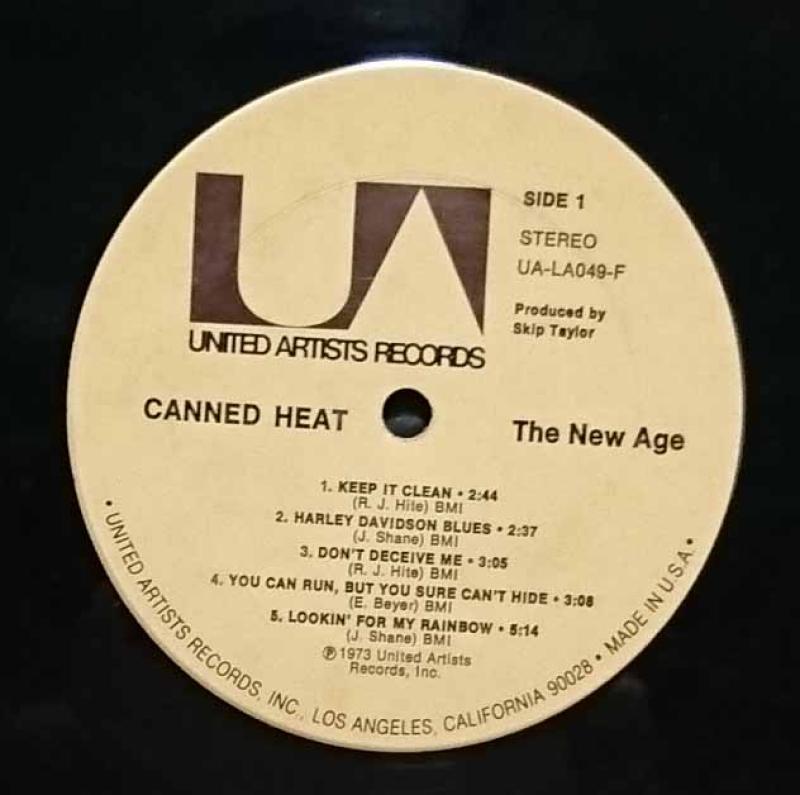 UA
UNITED ARTISTS RECORDS
SIDE 1
STEREO
UA-LA049-F
Produced by
Skip Taylor
CANNED HEAT
The New Age
1. KEEP IT CLEAN • 2:44
(R. J. Hite) BMI
2. HARLEY DAVIDSON BLUES • 2:37
(J. Shane) BMI
3. DON'T DECEIVE ME • 3:05
(R. J. Hite) BMI
4. YOU CAN RUN, BUT YOU SURE CAN'T HIDE • 3:08
(E. Beyer) BMI
5. LOOKIN' FOR MY RAINBOW • 5:14
(J. Shane) BMI
℗ 1973 United Artists
Records, Inc.
• UNITED ARTISTS RECORDS, INC., LOS ANGELES, CALIFORNIA 90028 • MADE IN U.S.A. •